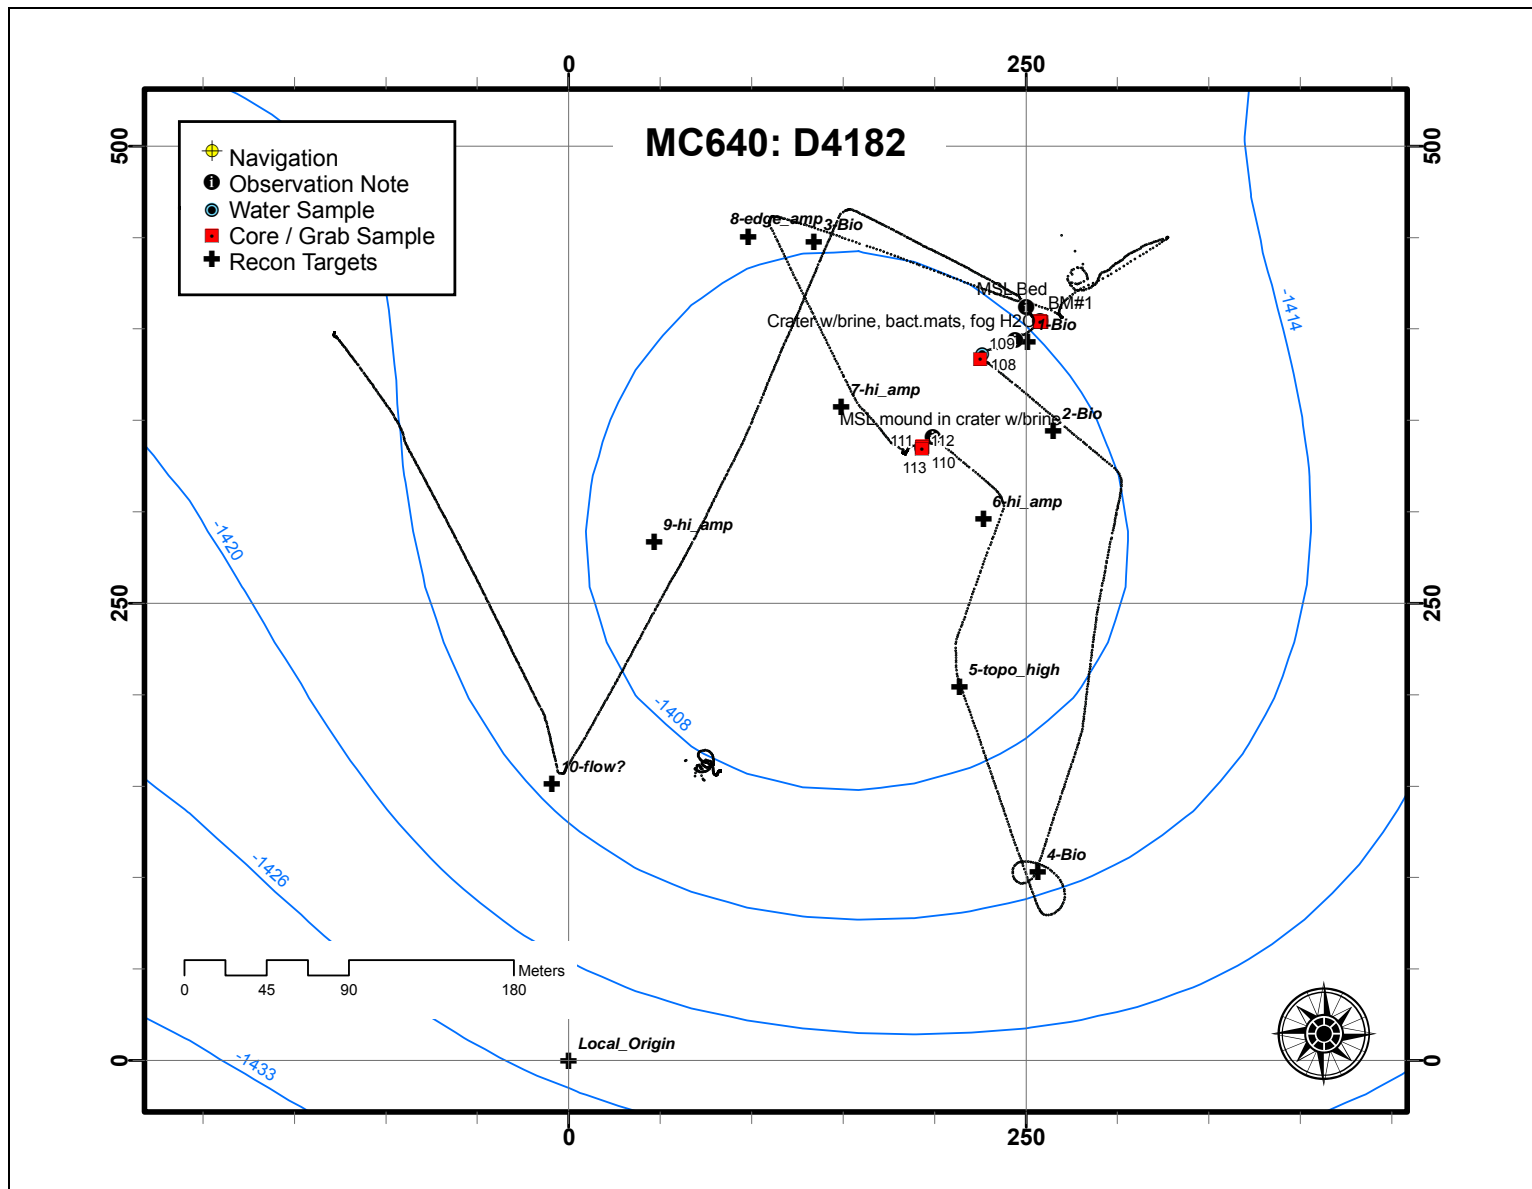 0
250
500
500
MC640: D4182
Navigation
Observation Note
Water Sample
Core / Grab Sample
Recon Targets
8-edge_amp
3-Bio
MSL Bed
BM#1
Crater w/brine, bact.mats, fog H2O
1-Bio
-1414
109
108
7-hi_amp
2-Bio
MSL mound in crater w/brine
111
112
113
110
6-hi_amp
9-hi_amp
-1420
250
250
5-topo_high
-1408
10-flow?
4-Bio
-1426
Meters
0
45
90
180
Local_Origin
-1433
0
0
0
250